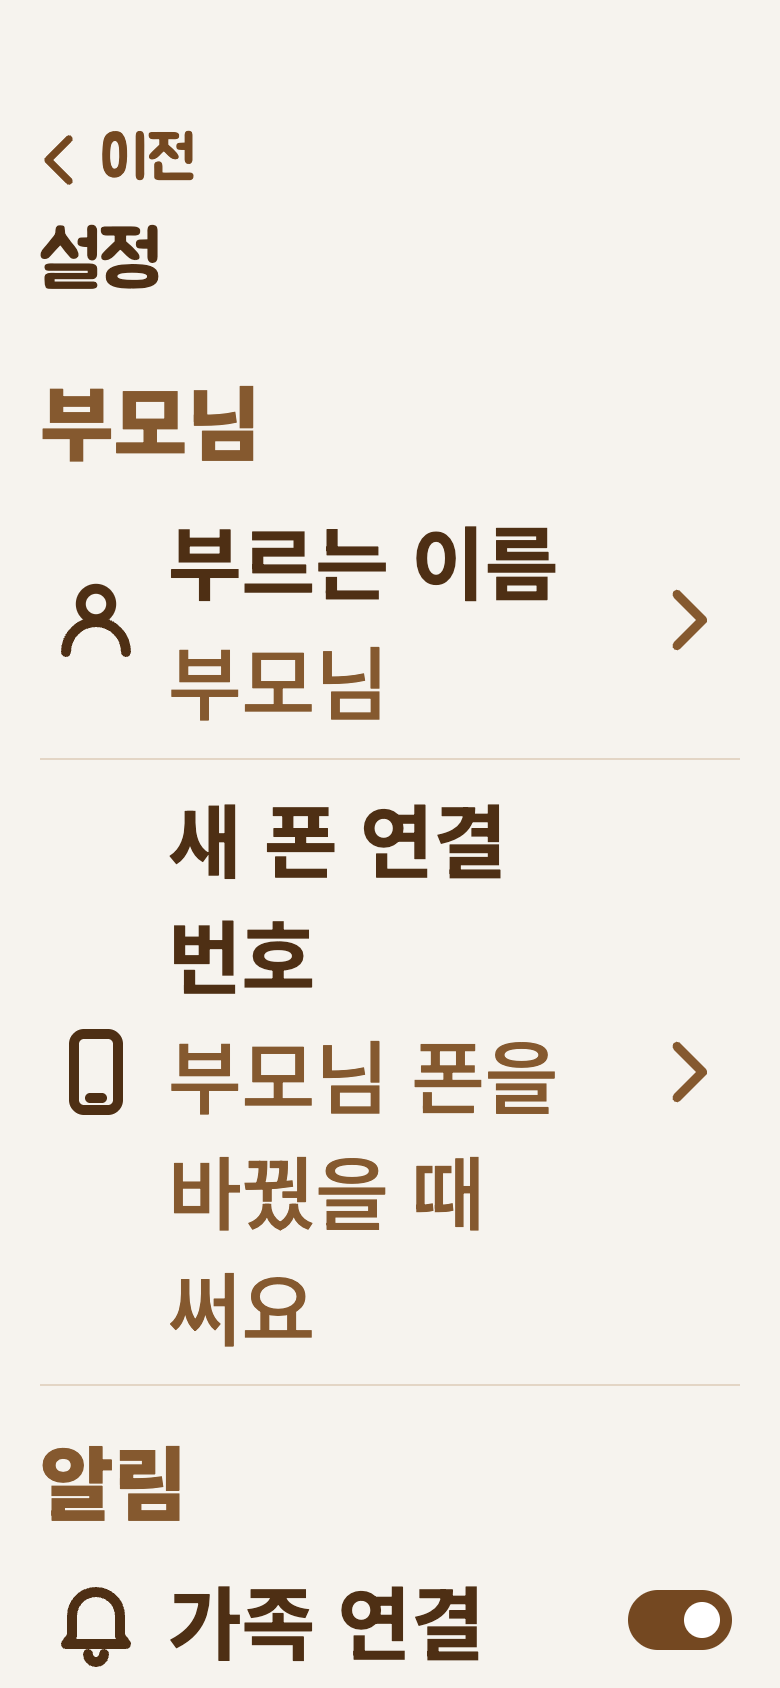 이전
설정
부모님
부르는 이름
부모님
새 폰 연결
번호
부모님 폰을
바꿨을 때
써요
알림
가족 연결